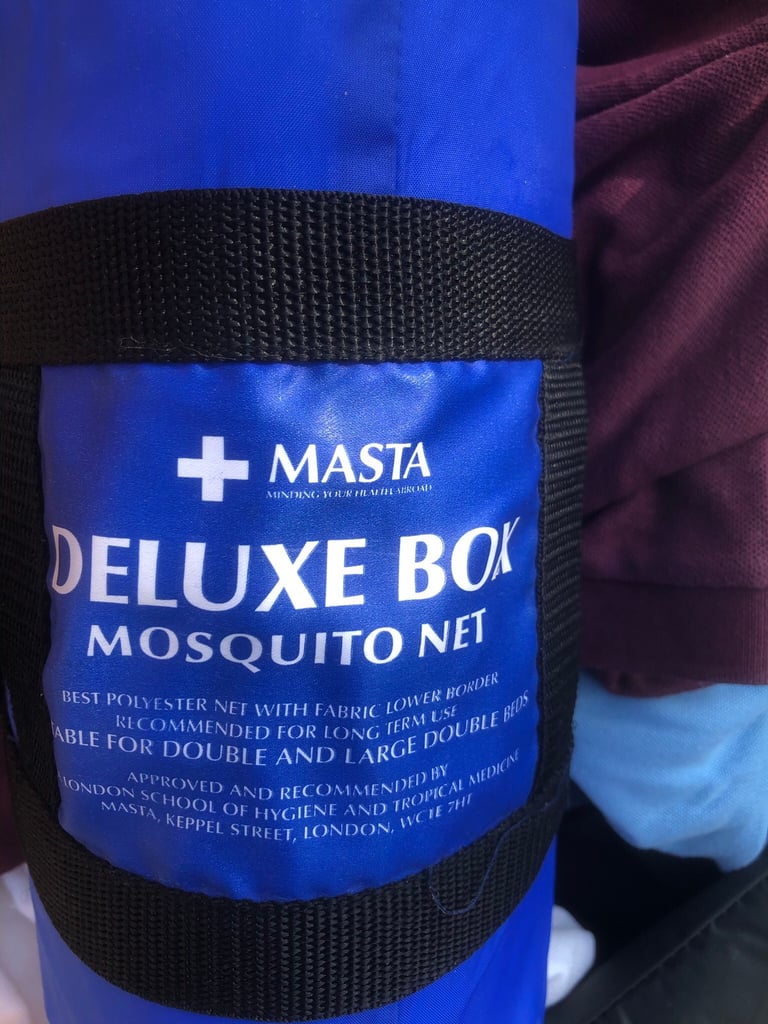 MASTA
MINDING YOUR HEALTH ABROAD
DELUXE BOX
MOSQUITO NET
BEST POLYESTER NET WITH FABRIC LOWER BORDER
RECOMMENDED FOR LONG TERM USE
TABLE FOR DOUBLE AND LARGE DOUBLE BEDS
APPROVED AND RECOMMENDED BY
LONDON SCHOOL OF HYGIENE AND TROPICAL MEDICINE
MASTA, KEPPEL STREET, LONDON, WC1E 7HT